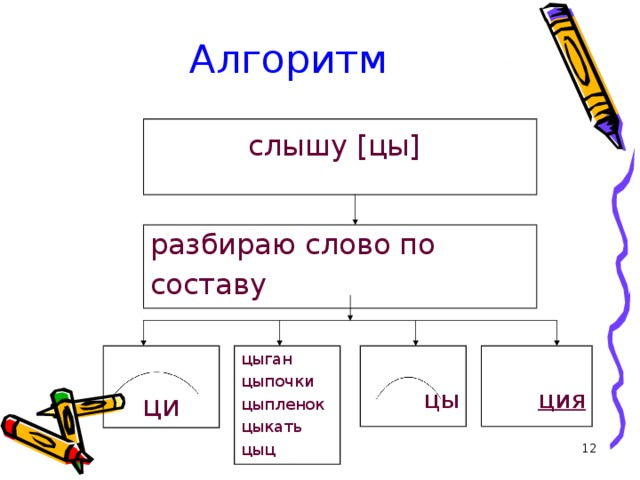 Алгоритм
слышу [цы]
разбираю слово по
составу
ци
цыган
цыпочки
цыпленок
цыкать
цыц
цы
ция
12